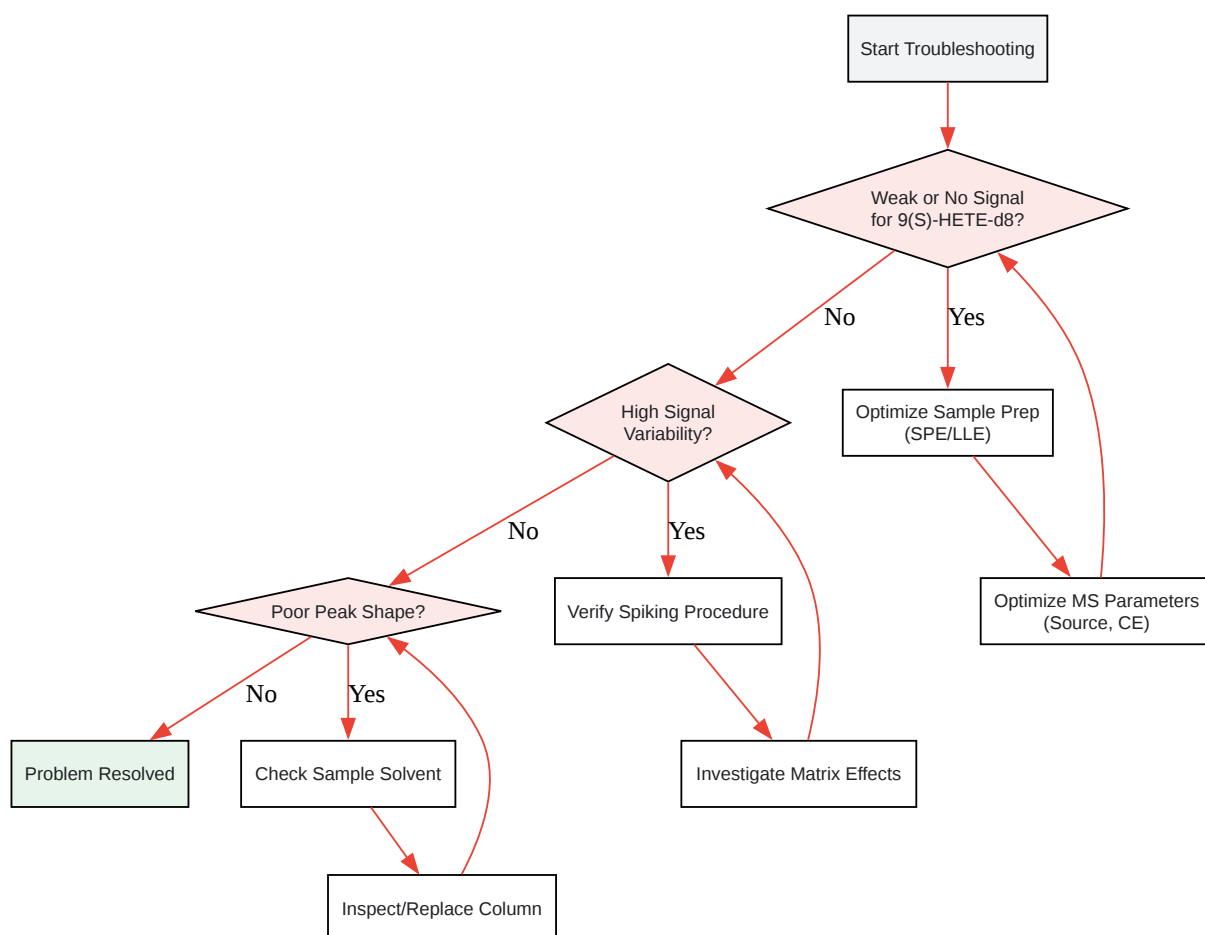 Start Troubleshooting
Weak or No Signal
for 9(S)-HETE-d8?
No
Yes
High Signal
Variability?
Optimize Sample Prep
(SPE/LLE)
No
Yes
Poor Peak Shape?
Verify Spiking Procedure
Optimize MS Parameters
(Source, CE)
No
Yes
Problem Resolved
Check Sample Solvent
Investigate Matrix Effects
Inspect/Replace Column